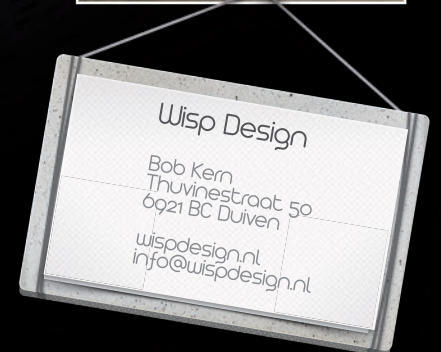 Wisp Design
Bob Kern
Thuvinestraat 50
6921 BC Duiven
wispdesign.nl
info@wispdesign.nl